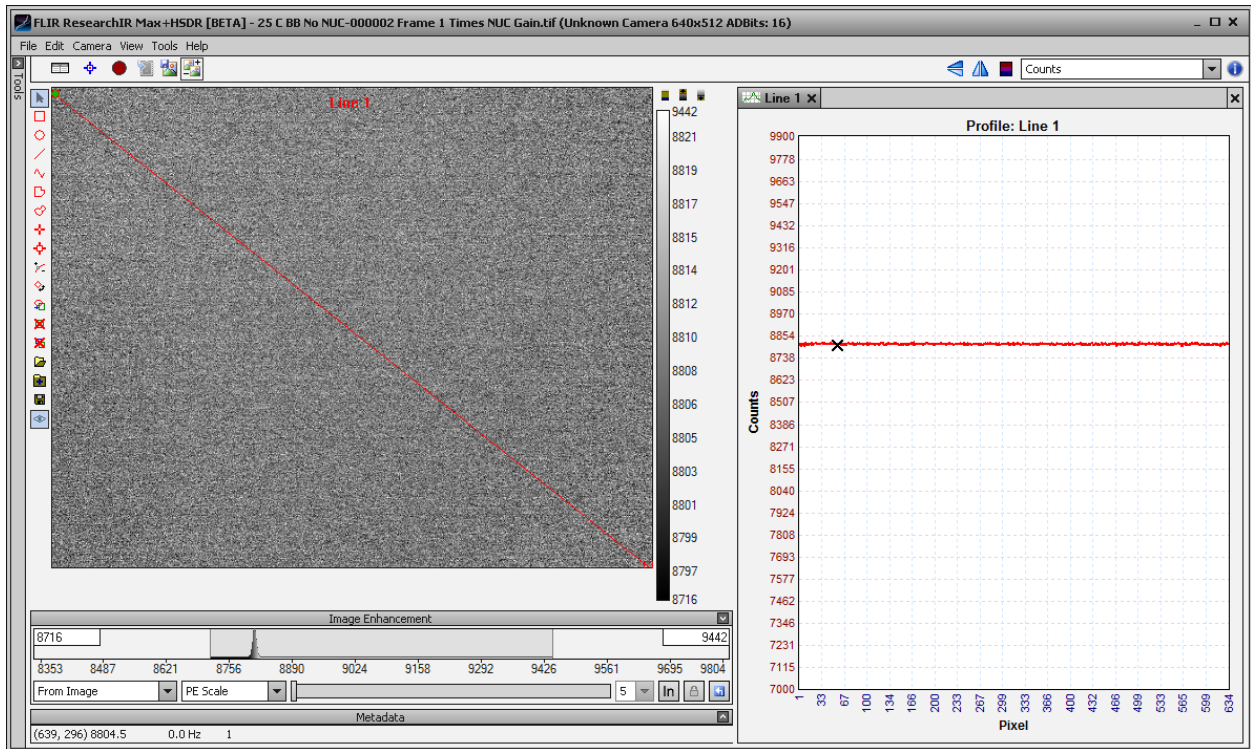 FLIR ResearchIR Max+HSDR [BETA] - 25 C BB No NUC-000002 Frame 1 Times NUC Gain.tif (Unknown Camera 640x512 ADBits: 16)
File Edit Camera View Tools Help
Tools
Counts
Line 1
9442
8821
8819
8817
8815
8814
8812
8810
8808
8806
8805
8803
8801
8799
8797
8716
Line 1
Profile: Line 1
Counts
9900
9778
9663
9547
9432
9316
9201
9085
8970
8854
8738
8623
8507
8386
8271
8155
8040
7924
7808
7693
7577
7462
7346
7231
7115
7000
1 33 67 100 134 166 200 233 267 299 333 366 400 432 466 499 533 565 599 634
Pixel
Image Enhancement
8716 9442
8353 8487 8621 8756 8890 9024 9158 9292 9426 9561 9695 9804
From Image PE Scale 5 In
Metadata
(639, 296) 8804.5 0.0 Hz 1